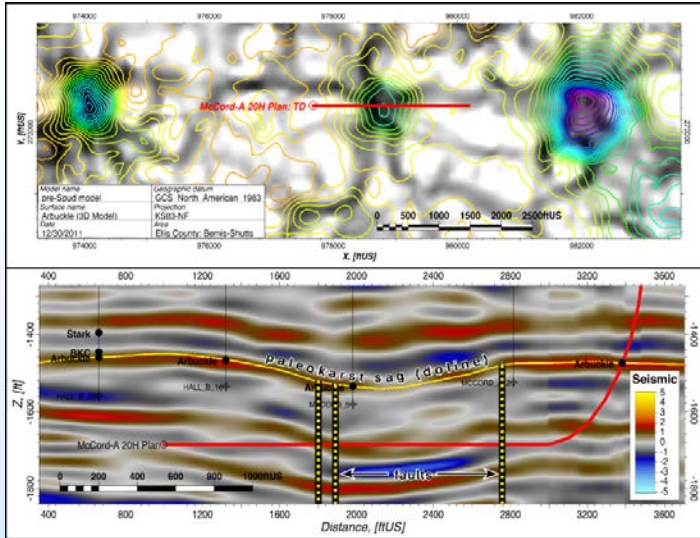 974000 976000 978000 980000 982000
Y, [ftUS]
272000
272000
McCord-A 20H Plan: TD
Model name
pre-Spud model
Surface name
Arbuckle (3D Model)
Date
12/30/2011
Geographic datum
GCS North American 1983
Projection
KS83-NF
Area
Ellis County: Bemis-Shutts
0 500 1000 1500 2000 2500ftUS
974000 976000 978000 980000 982000
X, [ftUS]
400 800 1200 1600 2000 2400 2800 3200 3600
Z, [ft]
-1400
-1600
-1800
-1400
-1600
-1800
Stark
BKC
Arbuckle
Arbuckle
paleokarst sag (doline)
Arbuckle
HALL_B
HALL_B
McCord-A 20H Plan
faults
0 200 400 600 800 1000ftUS
Seismic
5
4
3
2
1
0
-1
-2
-3
-4
-5
400 800 1200 1600 2000 2400 2800 3200 3600
Distance, [ftUS]